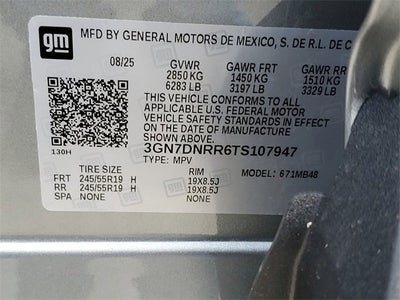 gm MFD BY GENERAL MOTORS DE MEXICO, S. DE R.L. DE C
08/25 GVWR GAWR FRT GAWR RR
2850 KG 1450 KG 1510 KG
6283 LB 3197 LB 3329 LB
THIS VEHICLE CONFORMS TO ALL
APPLICABLE U.S. FEDERAL MOTOR
VEHICLE SAFETY STANDARDS IN EFFECT
ON THE DATE OF MANUFACTURE
SHOWN ABOVE.
3GN7DNRR6TS107947
130H TYPE: MPV MODEL: 671MB48
TIRE SIZE RIM
FRT 245/55R19 H 19X8.5J
RR 245/55R19 H 19X8.5J
SPA NONE NONE